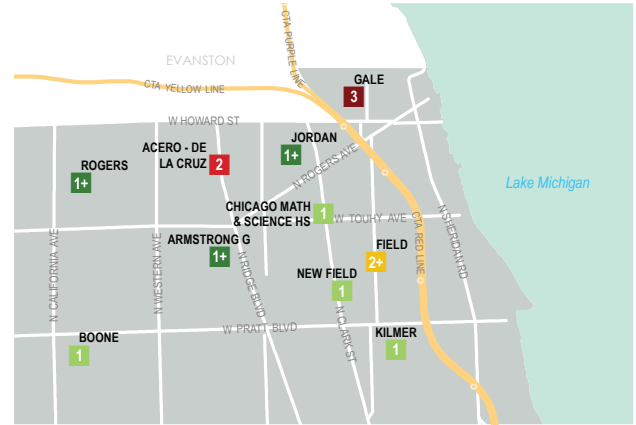 EVANSTON
CTA PURPLE LINE
CTA YELLOW LINE
GALE
3
W HOWARD ST
JORDAN
1+
ACERO - DE
LA CRUZ
2
ROGERS
1+
N ROGERS AVE
Lake Michigan
CHICAGO MATH
& SCIENCE HS
1
W TOUHY AVE
CTA RED LINE
N SHERIDAN RD
N CALIFORNIA AVE
N WESTERN AVE
ARMSTRONG G
1+
N RIDGE BLVD
FIELD
2+
NEW FIELD
1
N CLARK ST
W PRATT BLVD
BOONE
1
KILMER
1